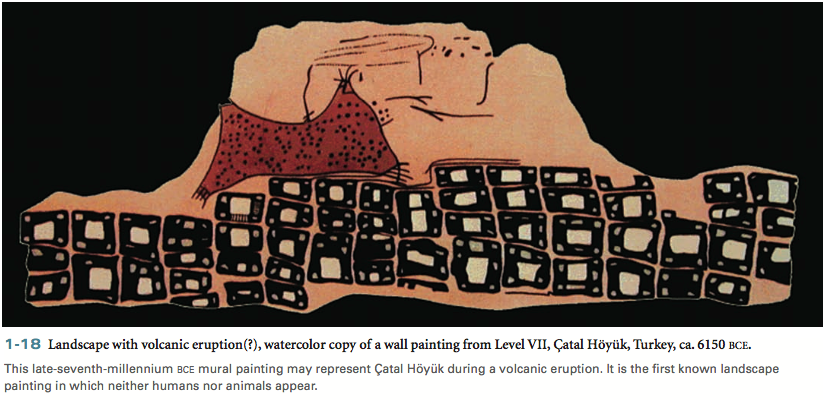 1-18 Landscape with volcanic eruption(?), watercolor copy of a wall painting from Level VII, Çatal Höyük, Turkey, ca. 6150 BCE.
This late-seventh-millennium BCE mural painting may represent Çatal Höyük during a volcanic eruption. It is the first known landscape
painting in which neither humans nor animals appear.